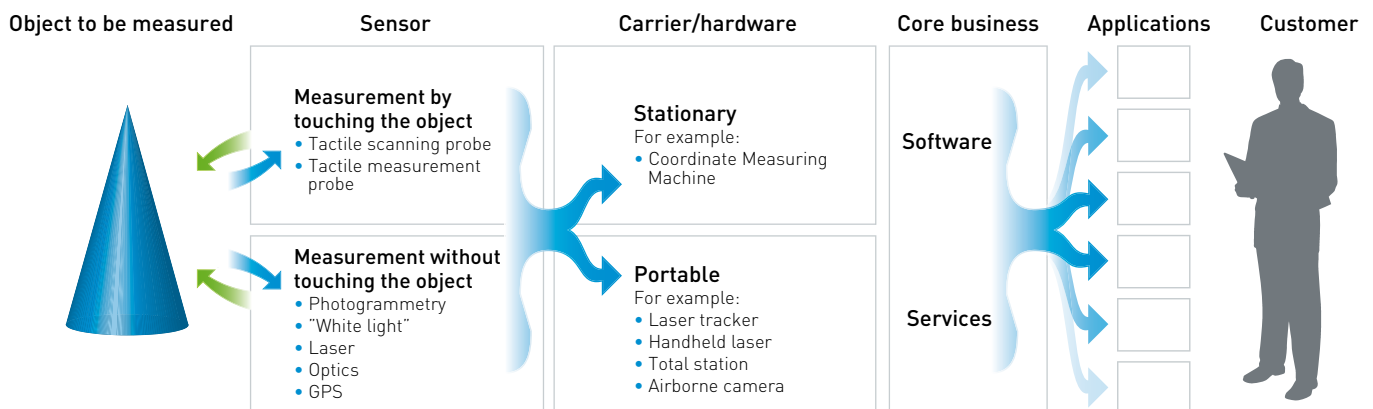 Object to be measured
Sensor
Carrier/hardware
Core business
Applications
Customer
Measurement by
touching the object
• Tactile scanning probe
• Tactile measurement
probe
Measurement without
touching the object
• Photogrammetry
• ”White light”
• Laser
• Optics
• GPS
Stationary
For example:
• Coordinate Measuring
Machine
Portable
For example:
• Laser tracker
• Handheld laser
• Total station
• Airborne camera
Software
Services